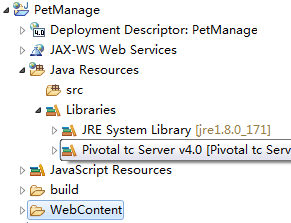 PetManage
Deployment Descriptor: PetManage
JAX-WS Web Services
Java Resources
src
Libraries
JRE System Library [jre1.8.0_171]
Pivotal tc Server v4.0 [Pivotal tc Serv
JavaScript Resources
build
WebContent